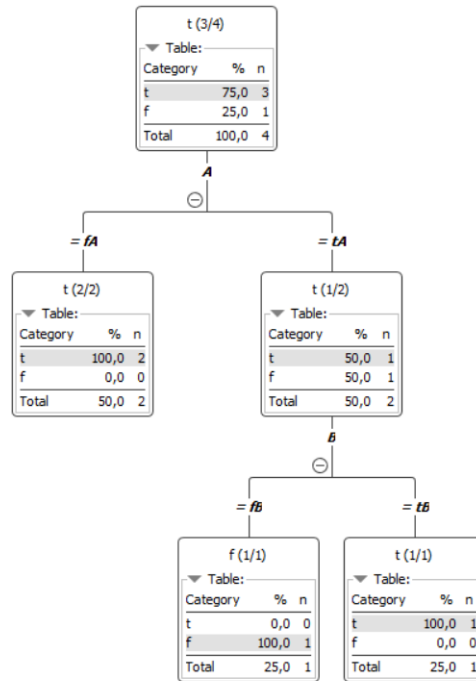 t (3/4)
Table:
Category % n
t 75,0 3
f 25,0 1
Total 100,0 4
A
= fA
= tA
t (2/2)
Table:
Category % n
t 100,0 2
f 0,0 0
Total 50,0 2
t (1/2)
Table:
Category % n
t 50,0 1
f 50,0 1
Total 50,0 2
B
= fB
= tB
f (1/1)
Table:
Category % n
t 0,0 0
f 100,0 1
Total 25,0 1
t (1/1)
Table:
Category % n
t 100,0 1
f 0,0 0
Total 25,0 1